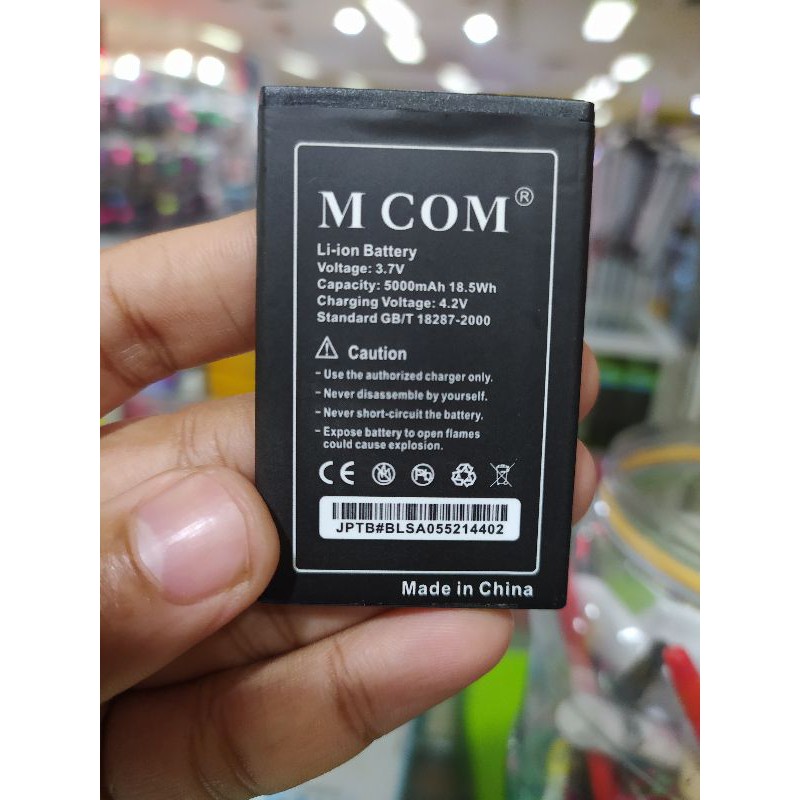 M COM®
Li-ion Battery
Voltage: 3.7V
Capacity: 5000mAh 18.5Wh
Charging Voltage: 4.2V
Standard GB/T 18287-2000
Caution
- Use the authorized charger only.
- Never disassemble by yourself.
- Never short-circuit the battery.
- Expose battery to open flames
could cause explosion.
CE
JPTB#BLSA055214402
Made in China